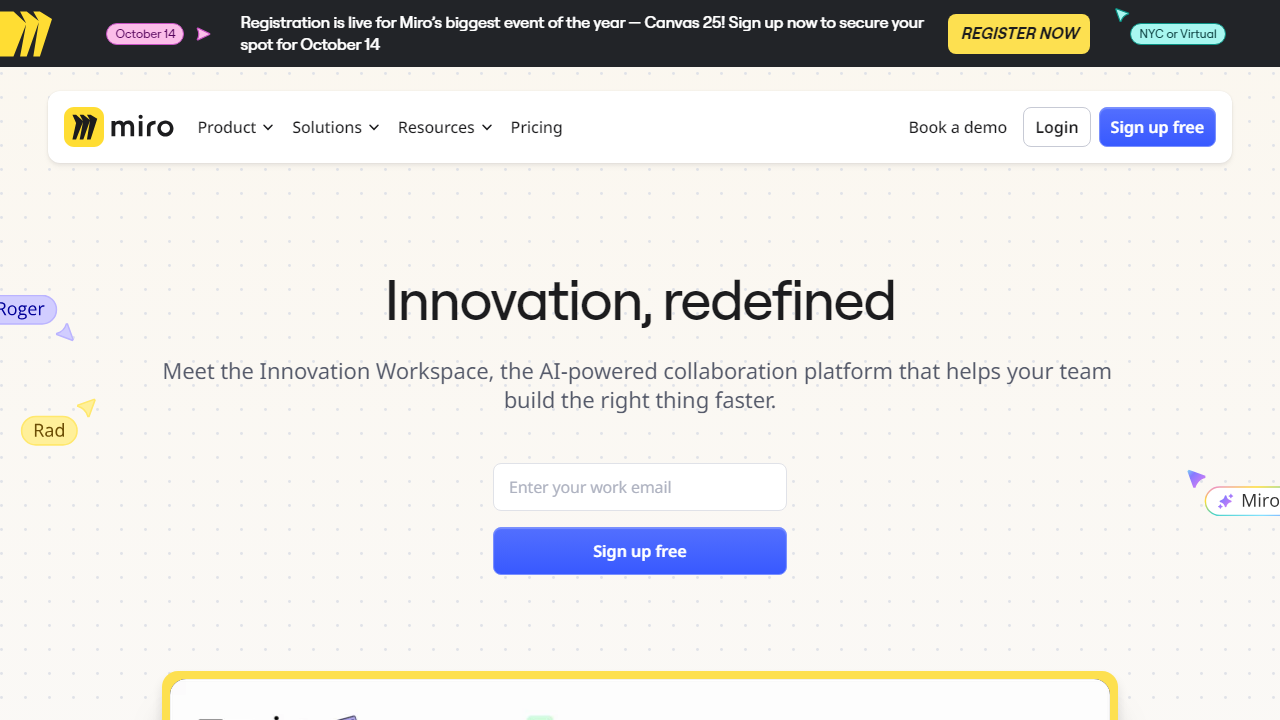 October 14
Registration is live for Miro's biggest event of the year — Canvas 25! Sign up now to secure your
spot for October 14
REGISTER NOW
NYC or Virtual
miro
Product
Solutions
Resources
Pricing
Book a demo
Login
Sign up free
Innovation, redefined
Roger
Meet the Innovation Workspace, the AI-powered collaboration platform that helps your team
build the right thing faster.
Rad
Enter your work email
Miro
Sign up free